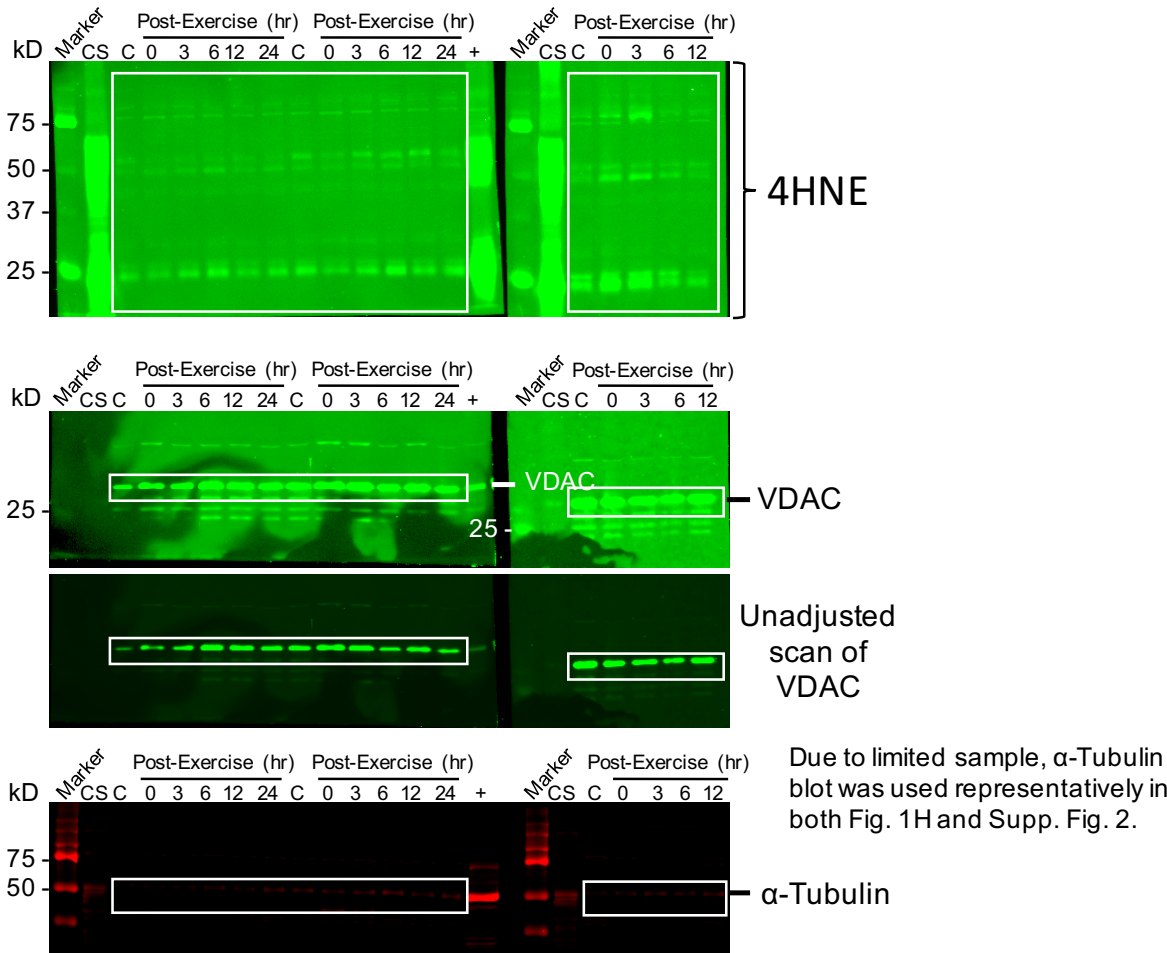 Post-Exercise (hr) Post-Exercise (hr) Post-Exercise (hr)
kD Marker CS C 0 3 6 12 24 C 0 3 6 12 24 + Marker CS C 0 3 6 12
75 -
50 -
37 -
25 -
4HNE
Post-Exercise (hr) Post-Exercise (hr) Post-Exercise (hr)
kD Marker CS C 0 3 6 12 24 C 0 3 6 12 24 + Marker CS C 0 3 6 12
VDAC
VDAC
25 -
25 -
Unadjusted
scan of
VDAC
Due to limited sample, α-Tubulin
blot was used representatively in
both Fig. 1H and Supp. Fig. 2.
Post-Exercise (hr) Post-Exercise (hr) Post-Exercise (hr)
kD Marker CS C 0 3 6 12 24 C 0 3 6 12 24 + Marker CS C 0 3 6 12
75 -
50 -
α-Tubulin